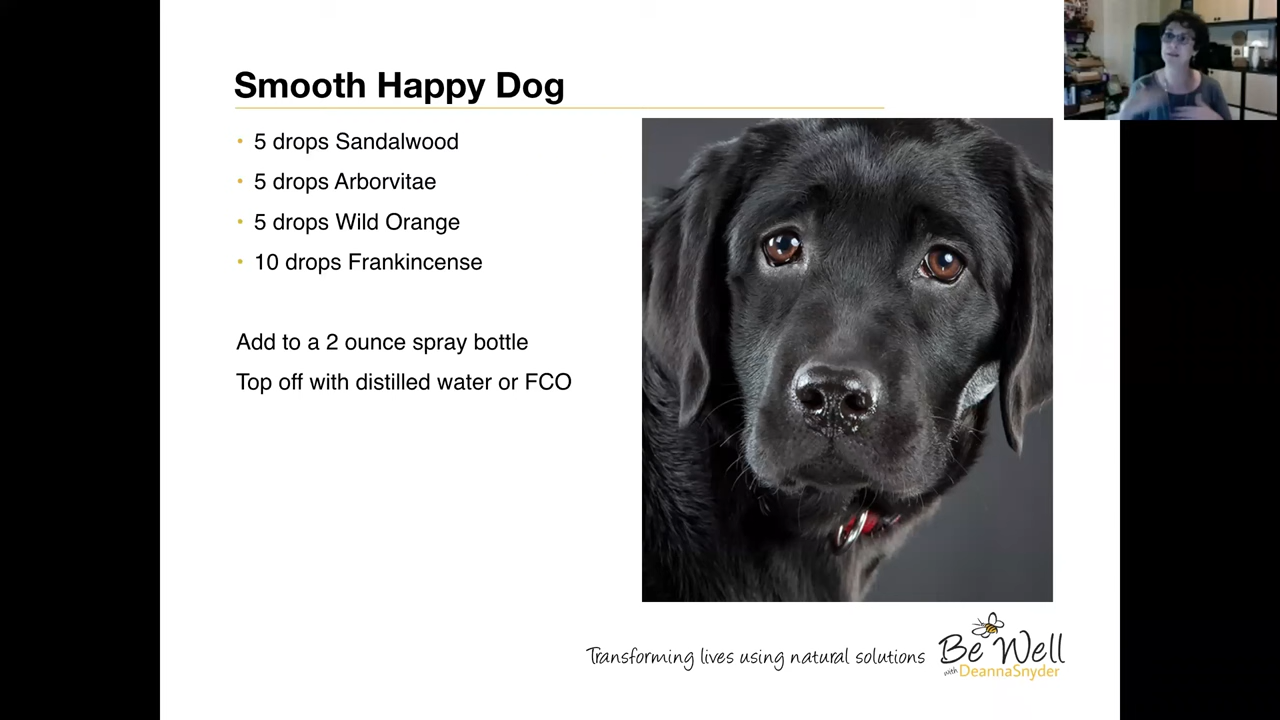 Smooth Happy Dog
• 5 drops Sandalwood
• 5 drops Arborvitae
• 5 drops Wild Orange
• 10 drops Frankincense
Add to a 2 ounce spray bottle
Top off with distilled water or FCO
Transforming lives using natural solutions
Be Well
with DeannaSnyder